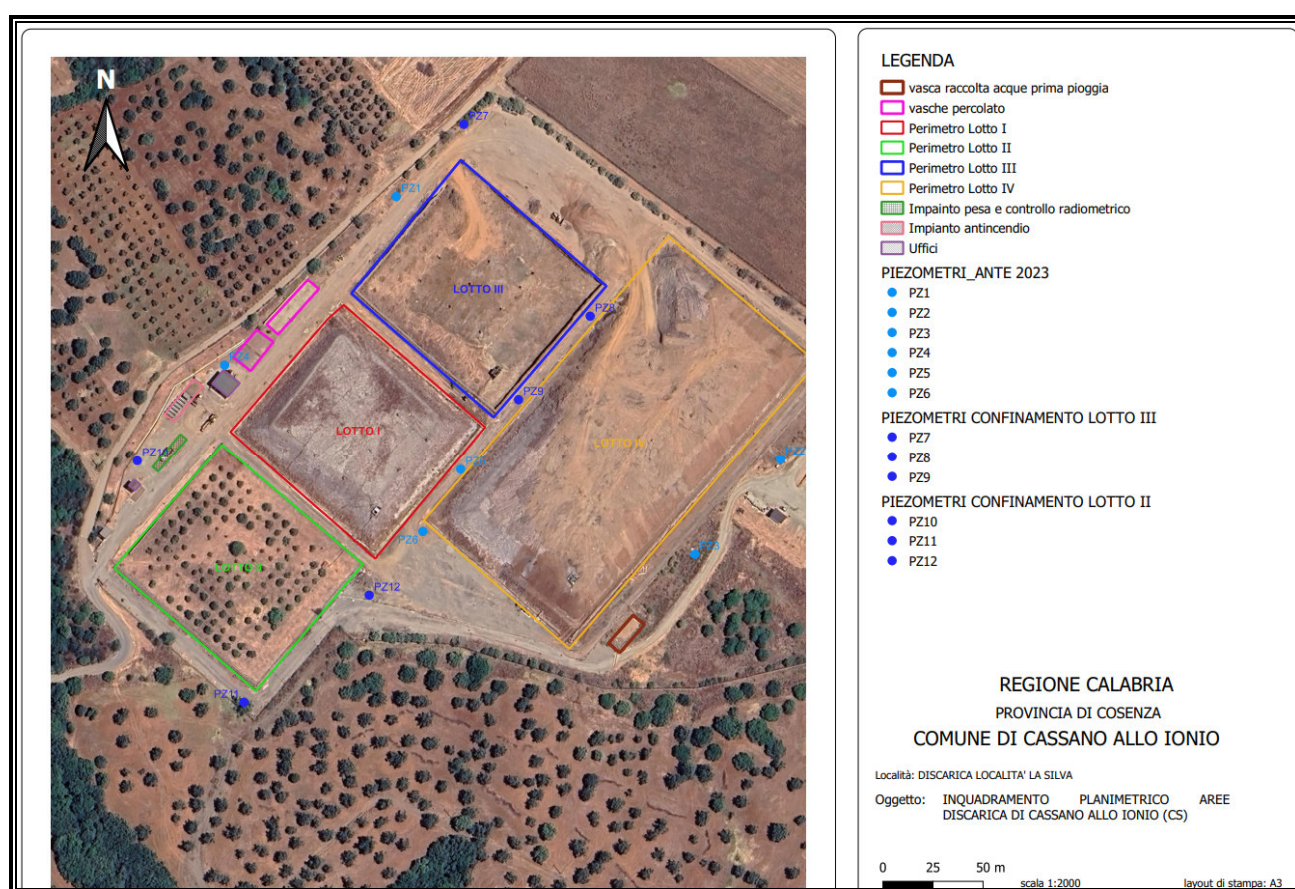 N
PZ7
PZ1
LOTTO III
PZ8
PZ9
LOTTO I
PZ10
PZ2
PZ6
PZ3
LOTTO II
PZ12
PZ11
LEGENDA
vasca raccolta acque prima pioggia
vasche percolato
Perimetro Lotto I
Perimetro Lotto II
Perimetro Lotto III
Perimetro Lotto IV
Impainto pesa e controllo radiometrico
Impianto antincendio
Uffici
PIEZOMETRI_ANTE 2023
PZ1
PZ2
PZ3
PZ4
PZ5
PZ6
PIEZOMETRI CONFINAMENTO LOTTO III
PZ7
PZ8
PZ9
PIEZOMETRI CONFINAMENTO LOTTO II
PZ10
PZ11
PZ12
REGIONE CALABRIA
PROVINCIA DI COSENZA
COMUNE DI CASSANO ALLO IONIO
Località: DISCARICA LOCALITA' LA SILVA
Oggetto: INQUADRAMENTO PLANIMETRICO AREE
DISCARICA DI CASSANO ALLO IONIO (CS)
0 25 50 m
scala 1:2000 layout di stampa: A3